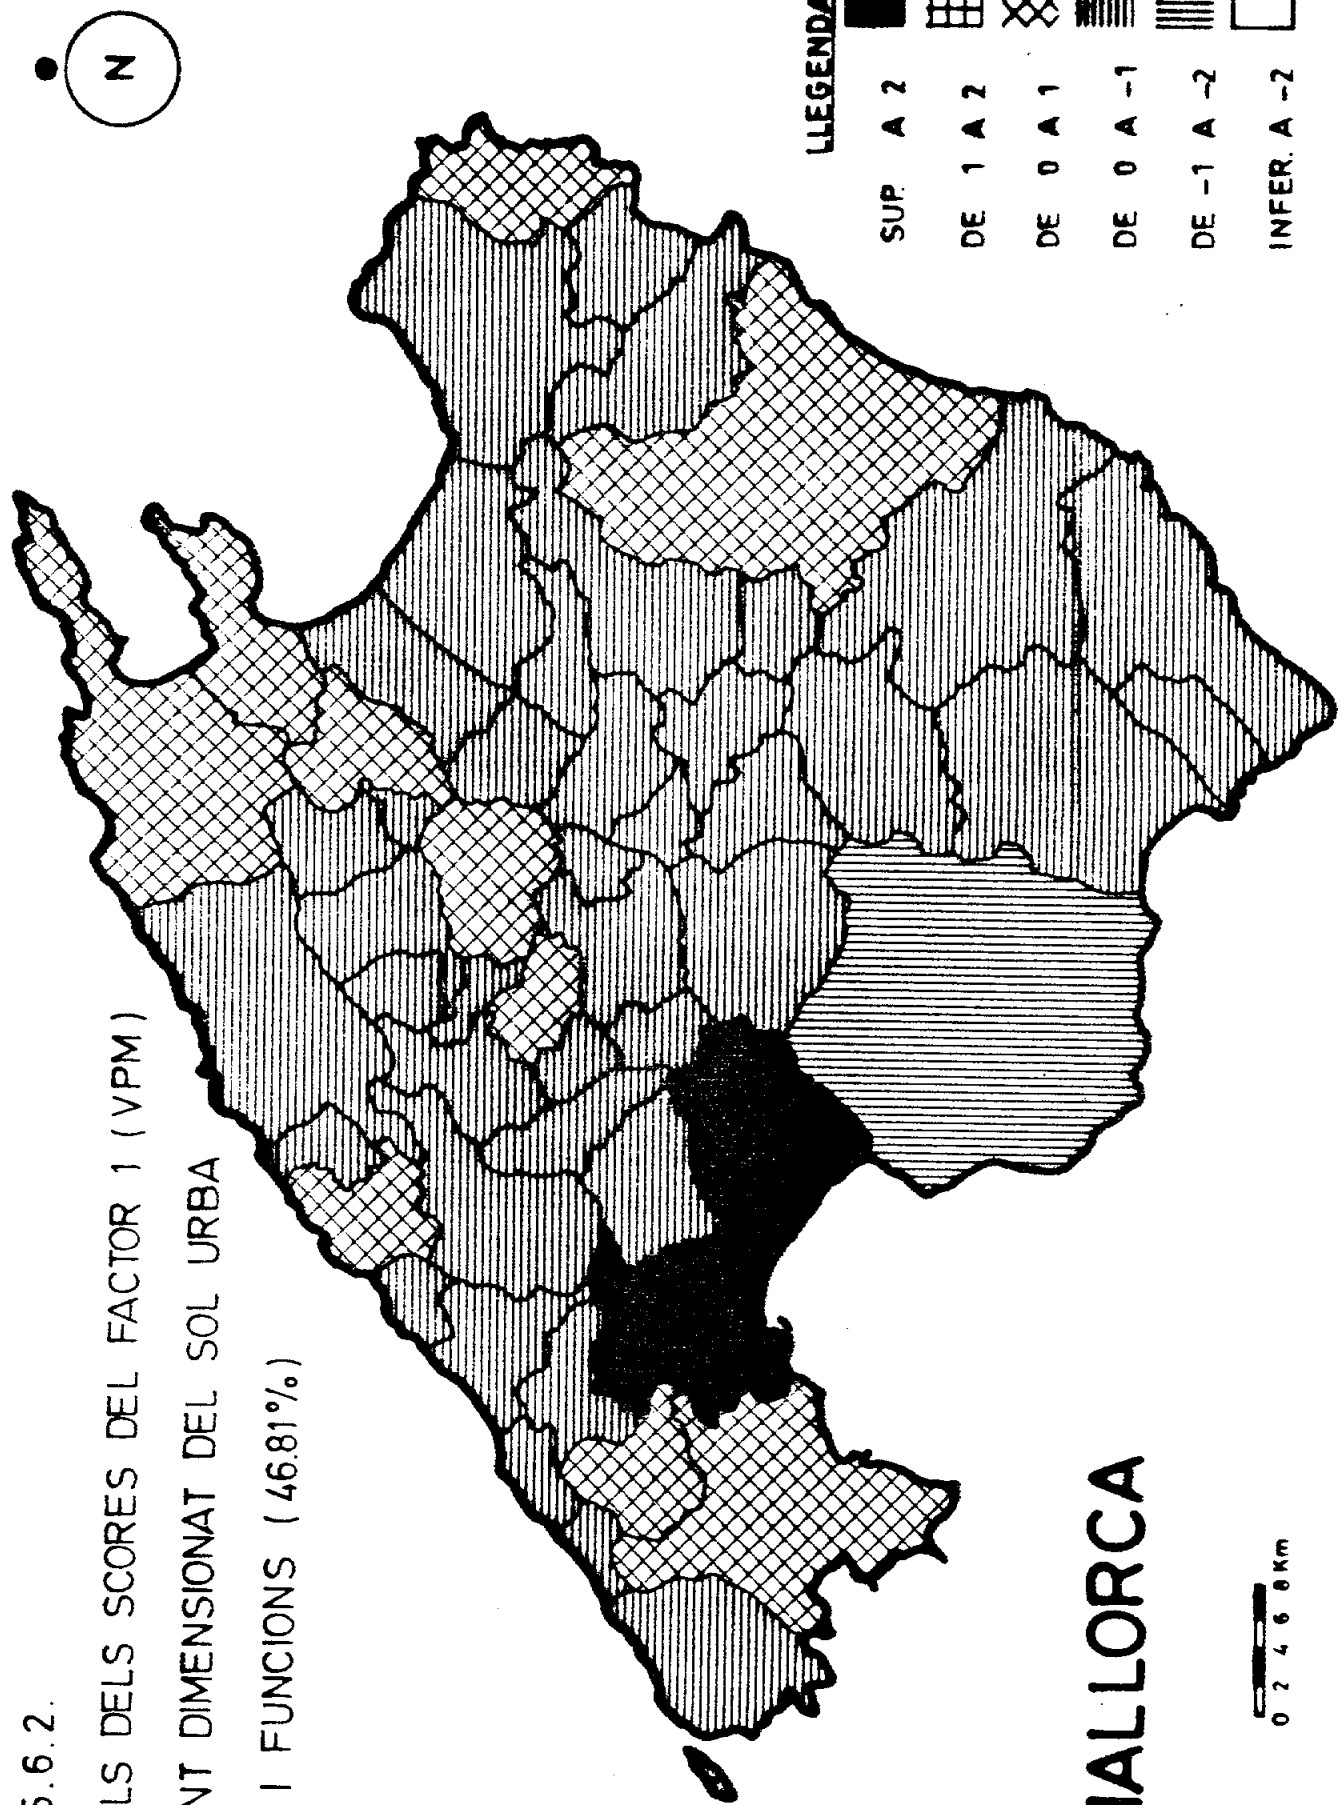 5.6.2.
LS DELS SCORES DEL FACTOR 1 (VPM)
NT DIMENSIONAT DEL SOL URBA
I FUNCIONS (46.81%)
N
LLEGENDA
SUP. A 2
DE 1 A 2
DE 0 A 1
DE 0 A -1
DE -1 A -2
INFER. A -2
MALLORCA
0 2 4 6 8 Km